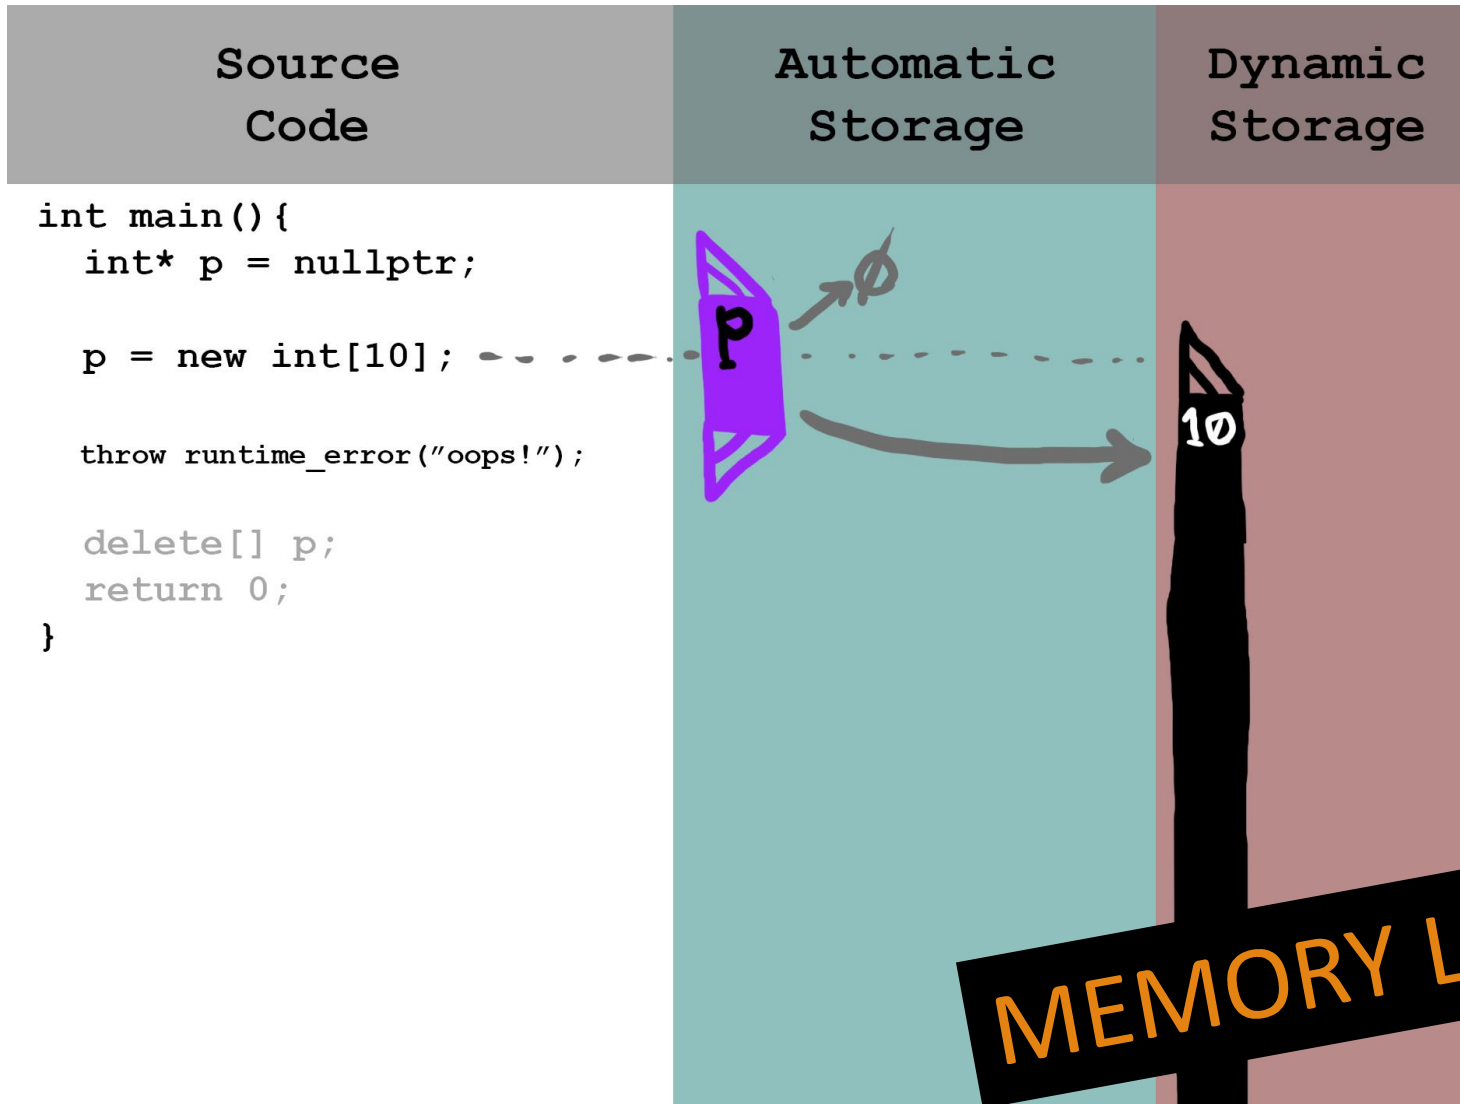 Source
Code
Automatic
Storage
Dynamic
Storage
int main(){
int* p = nullptr;
p = new int[10];
throw runtime_error("oops!");
delete[] p;
return 0;
}
p
∅
10
MEMORY L